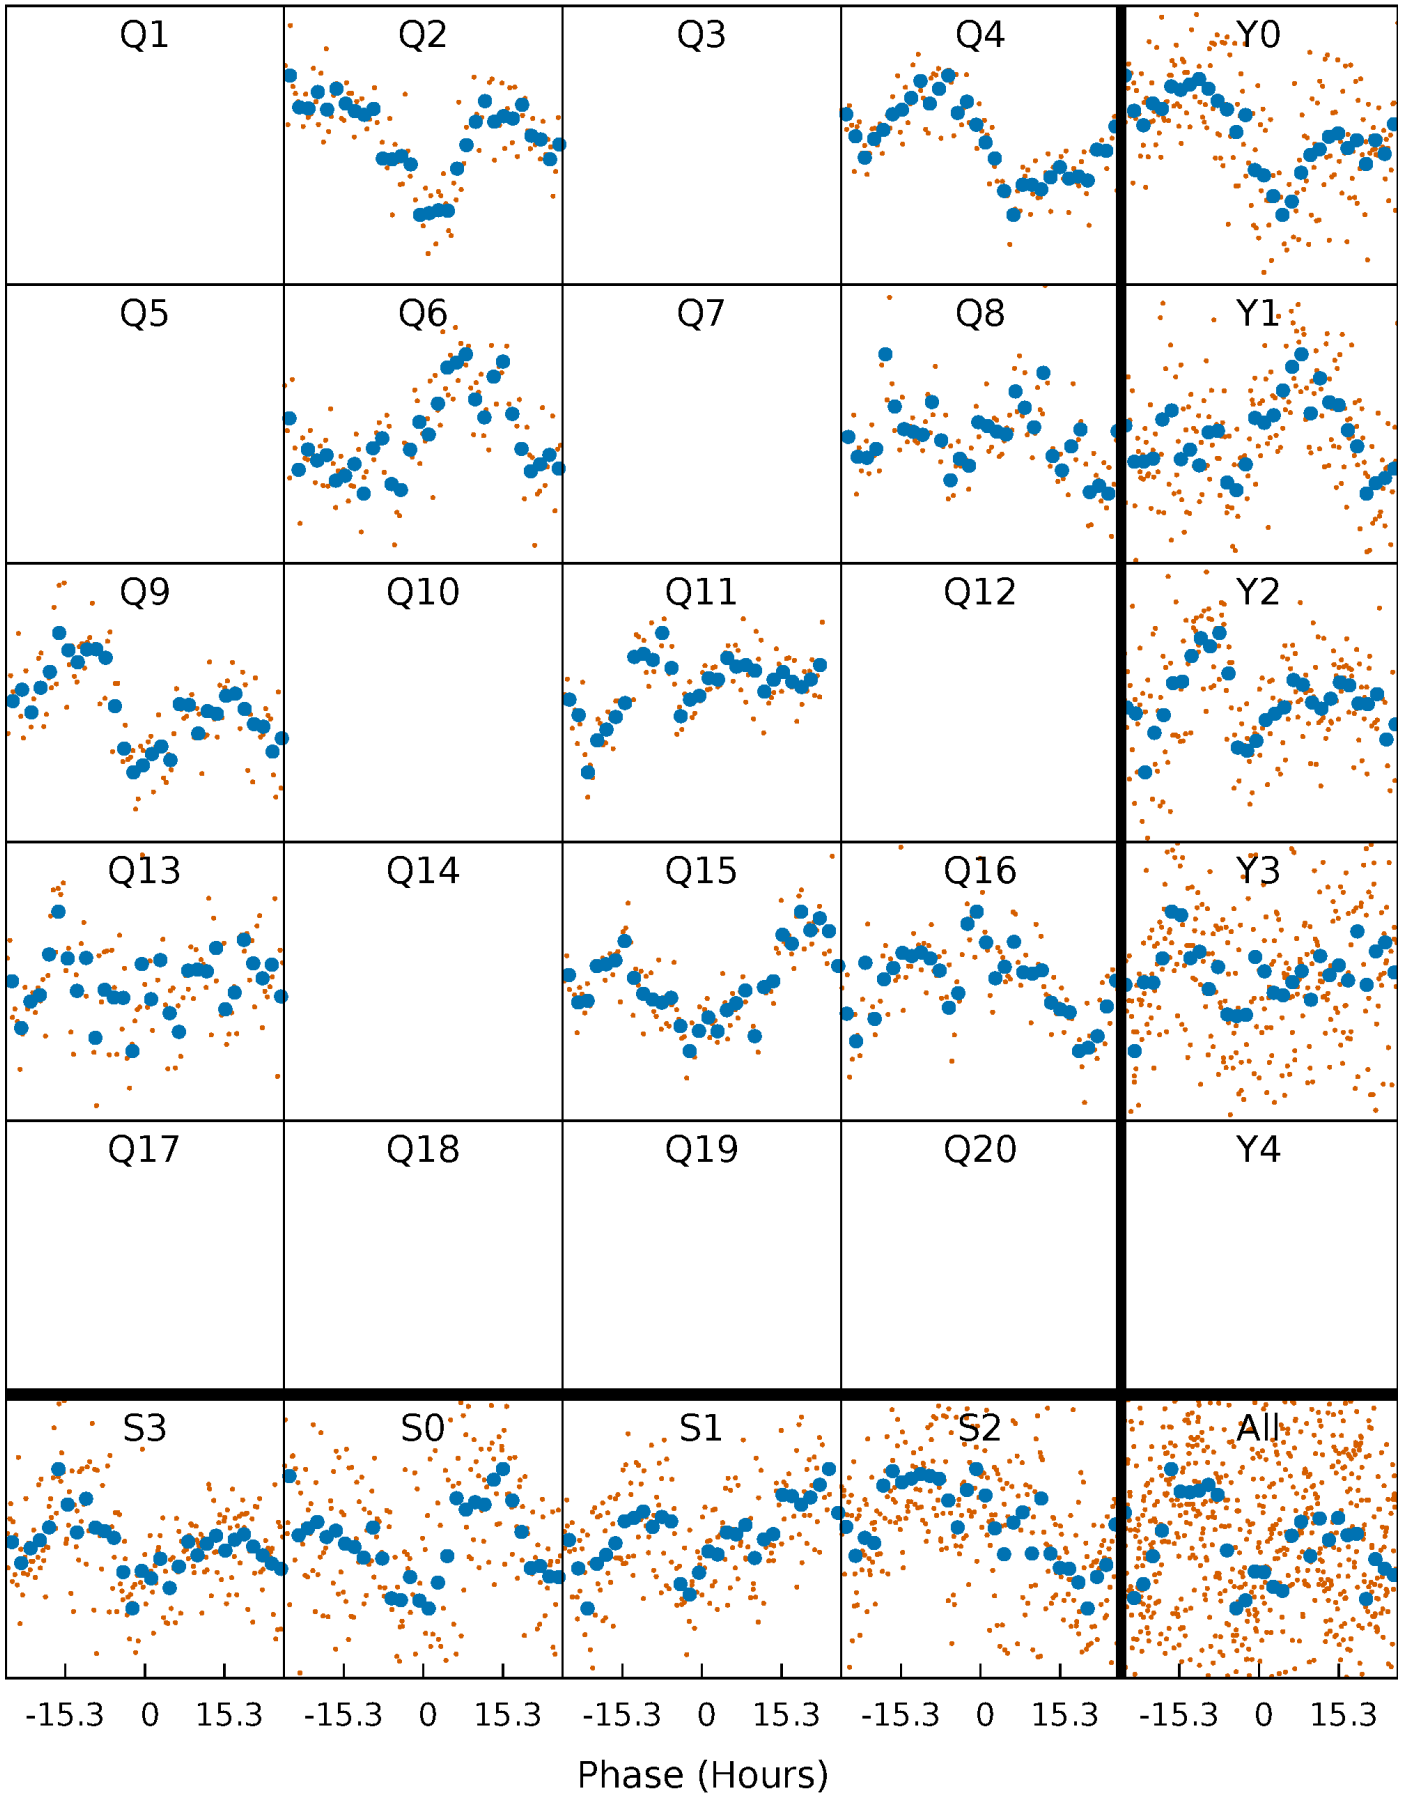 Q1 Q2 Q3 Q4 Y0
Q5 Q6 Q7 Q8 Y1
Q9 Q10 Q11 Q12 Y2
Q13 Q14 Q15 Q16 Y3
Q17 Q18 Q19 Q20 Y4
S3 S0 S1 S2 All
-15.3 0 15.3 -15.3 0 15.3 -15.3 0 15.3 -15.3 0 15.3 -15.3 0 15.3
Phase (Hours)